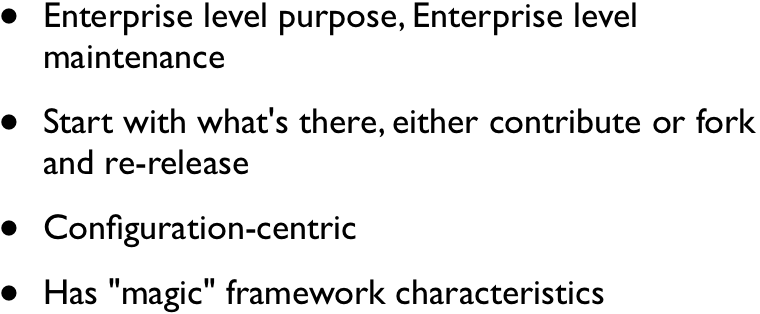 • Enterprise level purpose, Enterprise level
maintenance
• Start with what's there, either contribute or fork
and re-release
• Configuration-centric
• Has "magic" framework characteristics